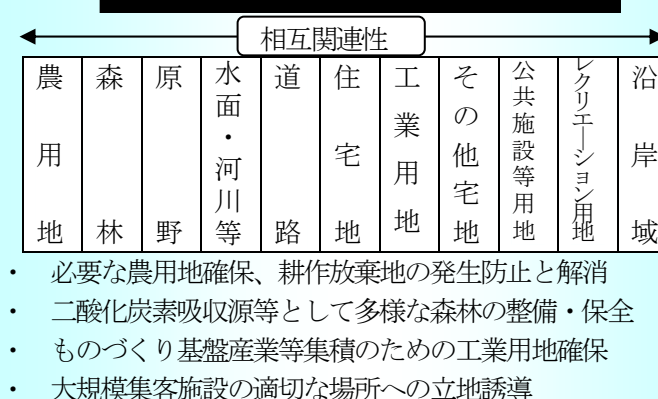 相互関連性
農用地
森林
原野
水面・河川等
道路
住宅地
工業用地
その他宅地
公共施設等用地
レクリエーション用地
沿岸域
・ 必要な農用地確保、耕作放棄地の発生防止と解消
・ 二酸化炭素吸収源等として多様な森林の整備・保全
・ ものづくり基盤産業等集積のための工業用地確保
・ 大規模集客施設の適切な場所への立地誘導